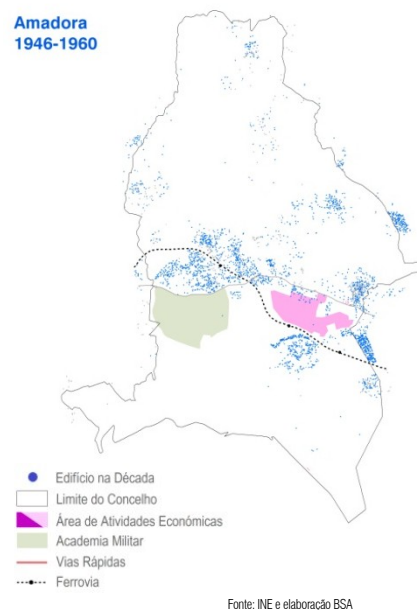 Amadora
1946-1960
Edifício na Década
Limite do Concelho
Área de Atividades Económicas
Academia Militar
Vias Rápidas
Ferrovia
Fonte: INE e elaboração BSA